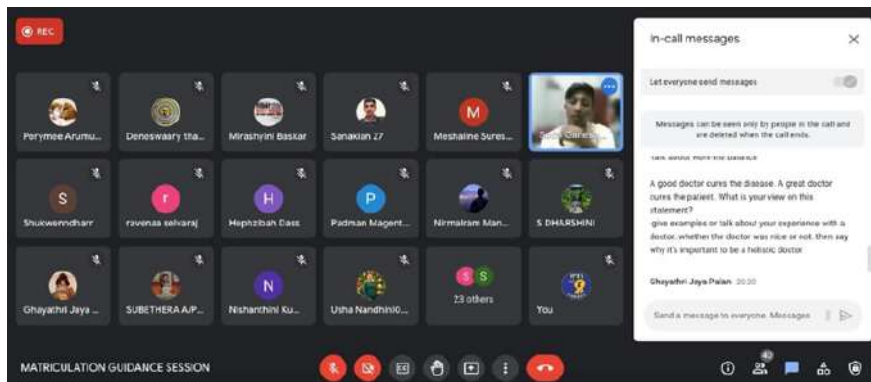 REC
In-call messages
Let everyone send messages
Messages can be seen only by people in the call and
are deleted when the call ends.
A good doctor cures the disease. A great doctor
cures the patient. What is your view on this
statement?
-give examples or talk about your experience with a
doctor, whether the doctor was nice or not. then say
why it's important to be a holistic doctor
Ghayathri Jaya Palan 20:20
Send a message to everyone. Messages
Perymee Arumu...
Deneswaary tha...
Mirashyini Baskar
Sanakian 27
M
Meshaline Sures...
S
Shukwenndharr
r
ravenaa selvaraj
H
Hephzibah Dass
P
Padman Magent...
Nirmalram Man...
S DHARSHINI
Ghayathri Jaya ...
SUBETHERA A/P...
N
Nishanthini Ku...
Usha Nandhini0...
S S
23 others
You
MATRICULATION GUIDANCE SESSION
40